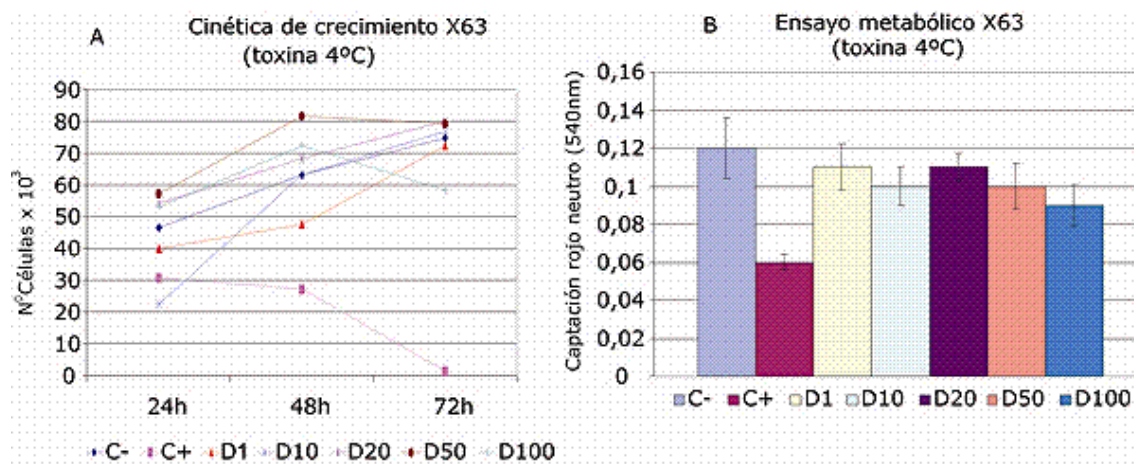 A
Cinética de crecimiento X63
(toxina 4ºC)
90
80
70
60
50
40
30
20
10
0
NºCélulas x 10³
24h 48h 72h
C- C+ D1 D10 D20 D50 D100
B
Ensayo metabólico X63
(toxina 4ºC)
0,16
0,14
0,12
0,1
0,08
0,06
0,04
0,02
0
Captación rojo neutro (540nm)
C- C+ D1 D10 D20 D50 D100